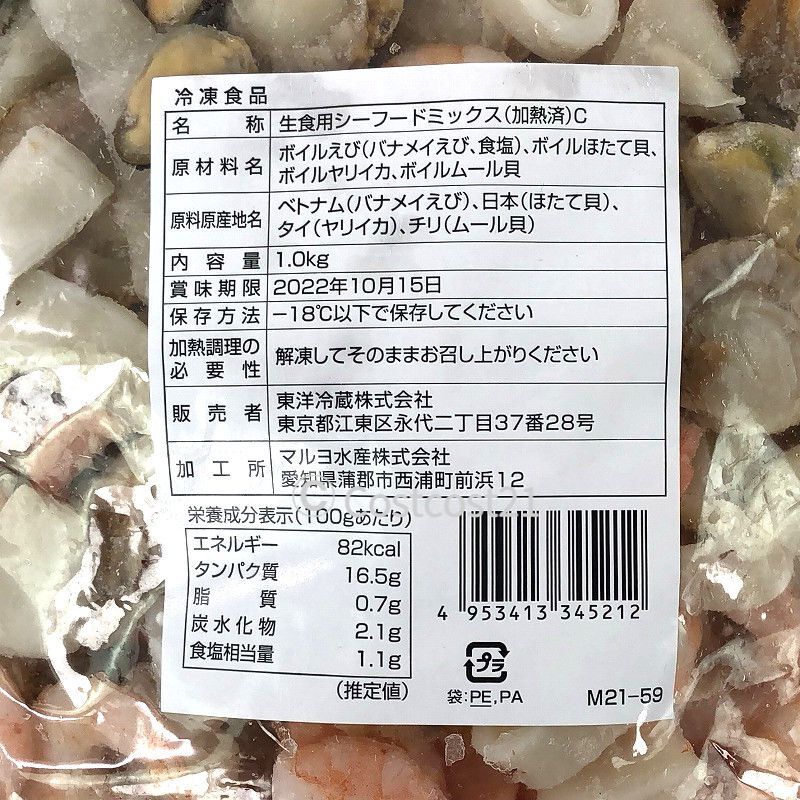 冷凍食品
名称 生食用シーフードミックス(加熱済)C
原材料名 ボイルえび(バナメイえび、食塩)、ボイルほたて貝、
ボイルヤリイカ、ボイルムール貝
原料原産地名 ベトナム(バナメイえび)、日本(ほたて貝)、
タイ(ヤリイカ)、チリ(ムール貝)
内容量 1.0kg
賞味期限 2022年10月15日
保存方法 −18℃以下で保存してください
加熱調理の必要性 解凍してそのままお召し上がりください
販売者 東洋冷蔵株式会社
東京都江東区永代二丁目37番28号
加工所 マルヨ水産株式会社
愛知県蒲郡市西浦町前浜12
© Costcost21
栄養成分表示(100gあたり)
エネルギー 82kcal
タンパク質 16.5g
脂質 0.7g
炭水化物 2.1g
食塩相当量 1.1g
(推定値)
4 953413 345212
プラ
袋:PE,PA
M21-59